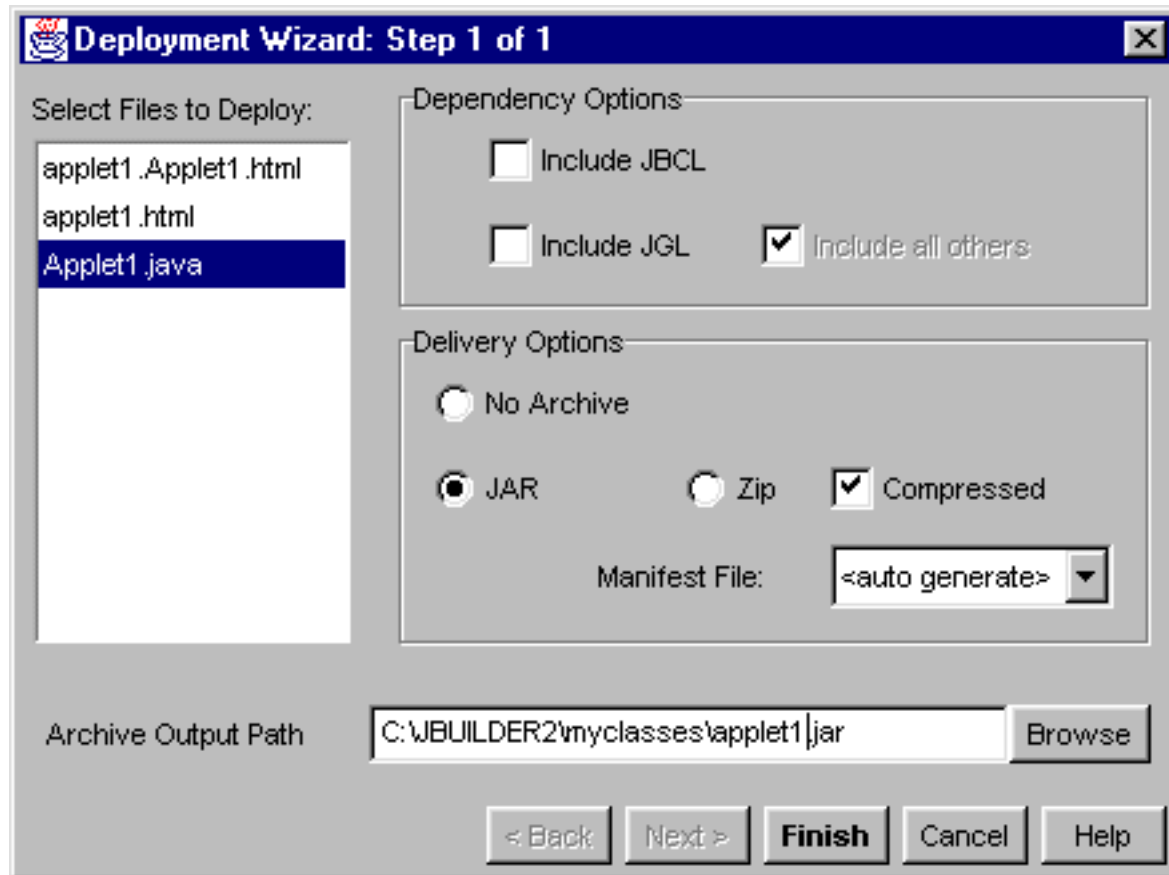 Deployment Wizard: Step 1 of 1
Select Files to Deploy:
applet1.Applet1.html
applet1.html
Applet1.java
Dependency Options
Include JBCL
Include JGL
Include all others
Delivery Options
No Archive
JAR
Zip
Compressed
Manifest File:
<auto generate>
Archive Output Path
C:\JBUILDER2\myclasses\applet1.jar
Browse
< Back
Next >
Finish
Cancel
Help